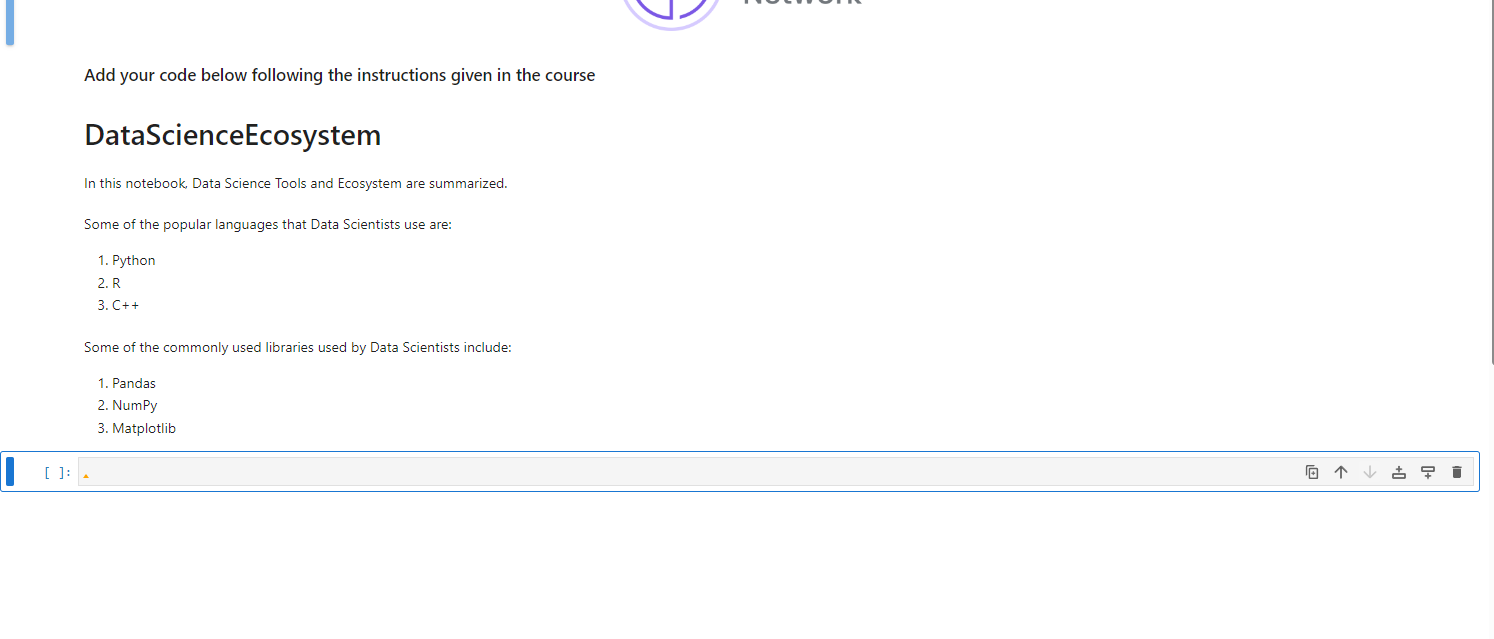 Add your code below following the instructions given in the course
DataScienceEcosystem
In this notebook, Data Science Tools and Ecosystem are summarized.
Some of the popular languages that Data Scientists use are:
1. Python
2. R
3. C++
Some of the commonly used libraries used by Data Scientists include:
1. Pandas
2. NumPy
3. Matplotlib
[ ]: